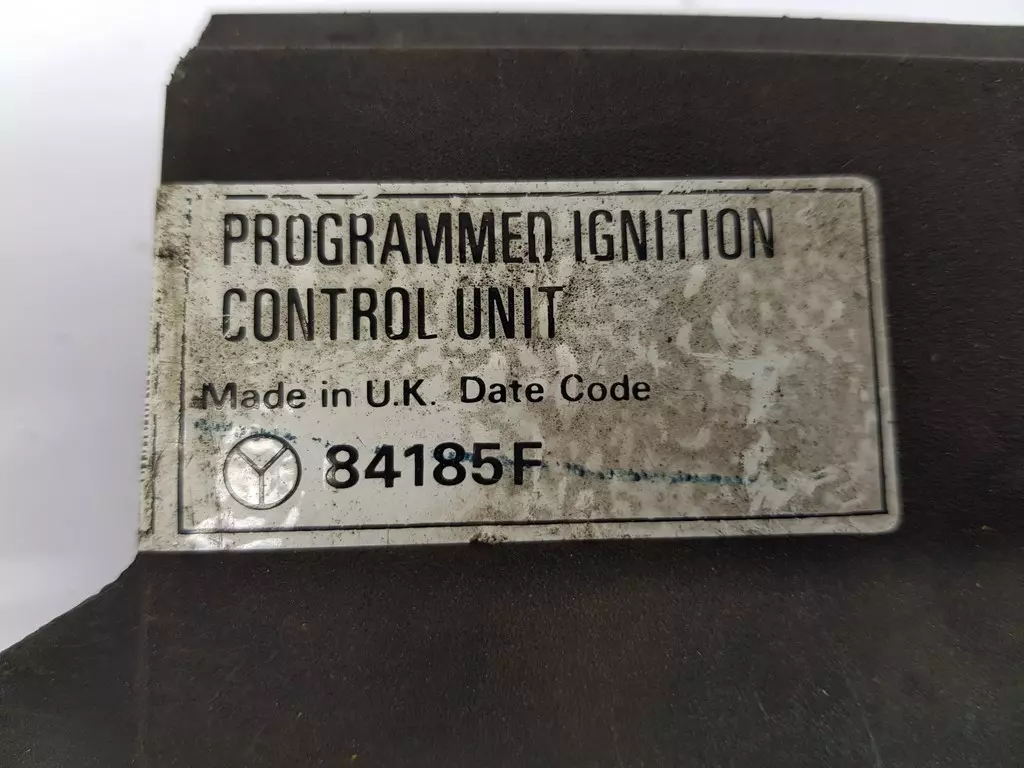 PROGRAMMED IGNITION
CONTROL UNIT
Made in U.K. Date Code
84185F